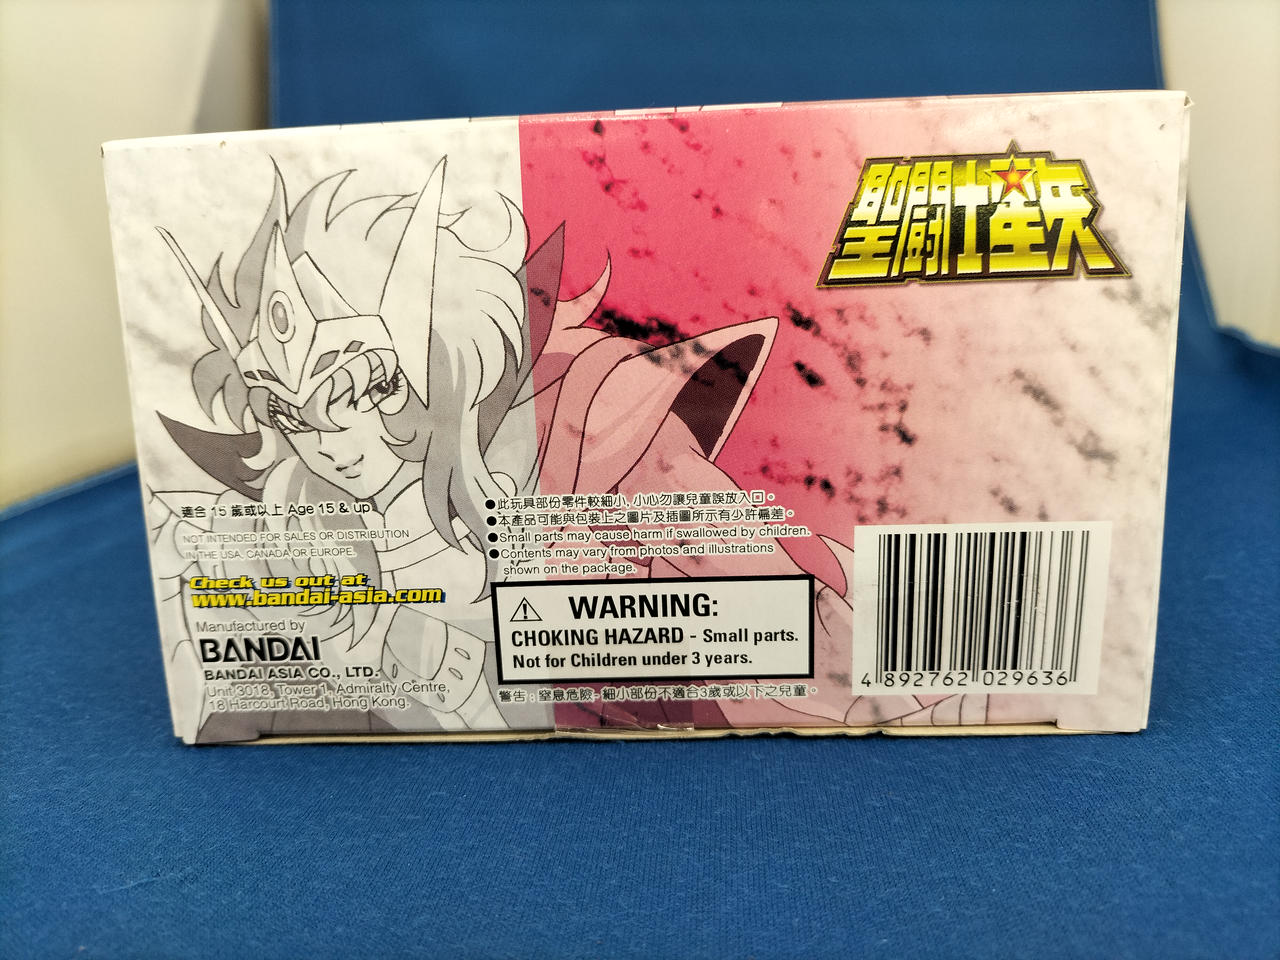 聖闘士星矢
適合 15 歲或以上 Age 15 & up
NOT INTENDED FOR SALES OR DISTRIBUTION
IN THE USA, CANADA OR EUROPE.
Check us out at
www.bandai-asia.com
Manufactured by
BANDAI
BANDAI ASIA CO., LTD.
Unit 3018, Tower 1, Admiralty Centre,
18 Harcourt Road, Hong Kong.
●此玩具部份零件較細小, 小心勿讓兒童誤放入口。
●本產品可能與包裝上之圖片及插圖所示有少許偏差。
●Small parts may cause harm if swallowed by children.
●Contents may vary from photos and illustrations
shown on the package.
WARNING:
CHOKING HAZARD - Small parts.
Not for Children under 3 years.
警告 : 窒息危險- 細小部份不適合3歲或以下之兒童。
4 892762 029636